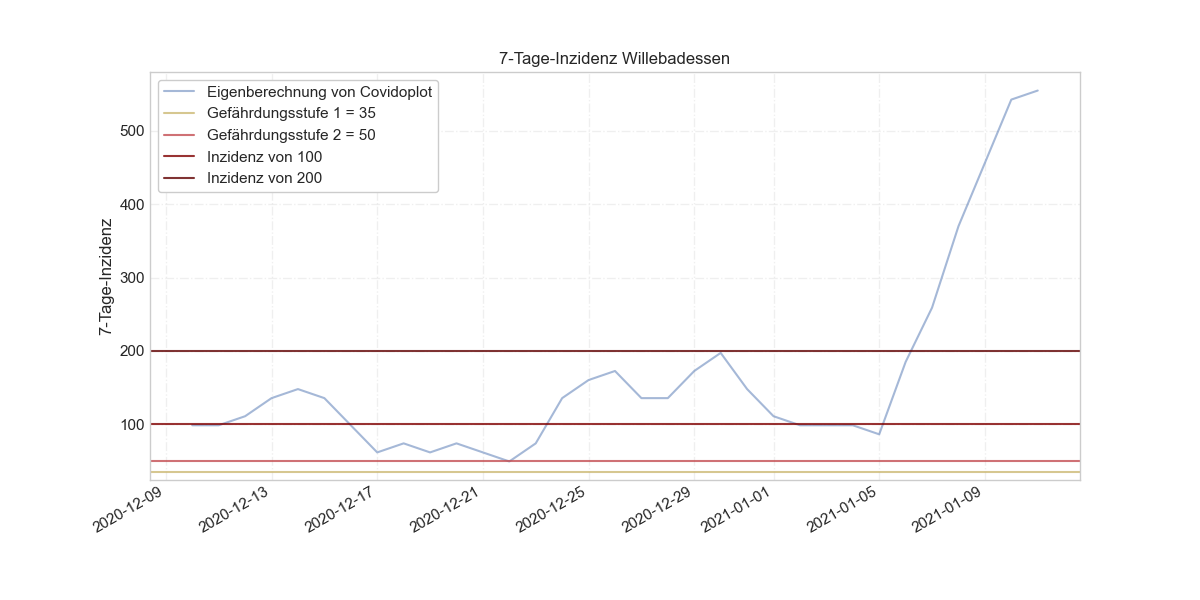 7-Tage-Inzidenz Willebadessen
Eigenberechnung von Covidoplot
Gefährdungsstufe 1 = 35
Gefährdungsstufe 2 = 50
Inzidenz von 100
Inzidenz von 200
7-Tage-Inzidenz
500
400
300
200
100
2020-12-09
2020-12-13
2020-12-17
2020-12-21
2020-12-25
2020-12-29
2021-01-01
2021-01-05
2021-01-09